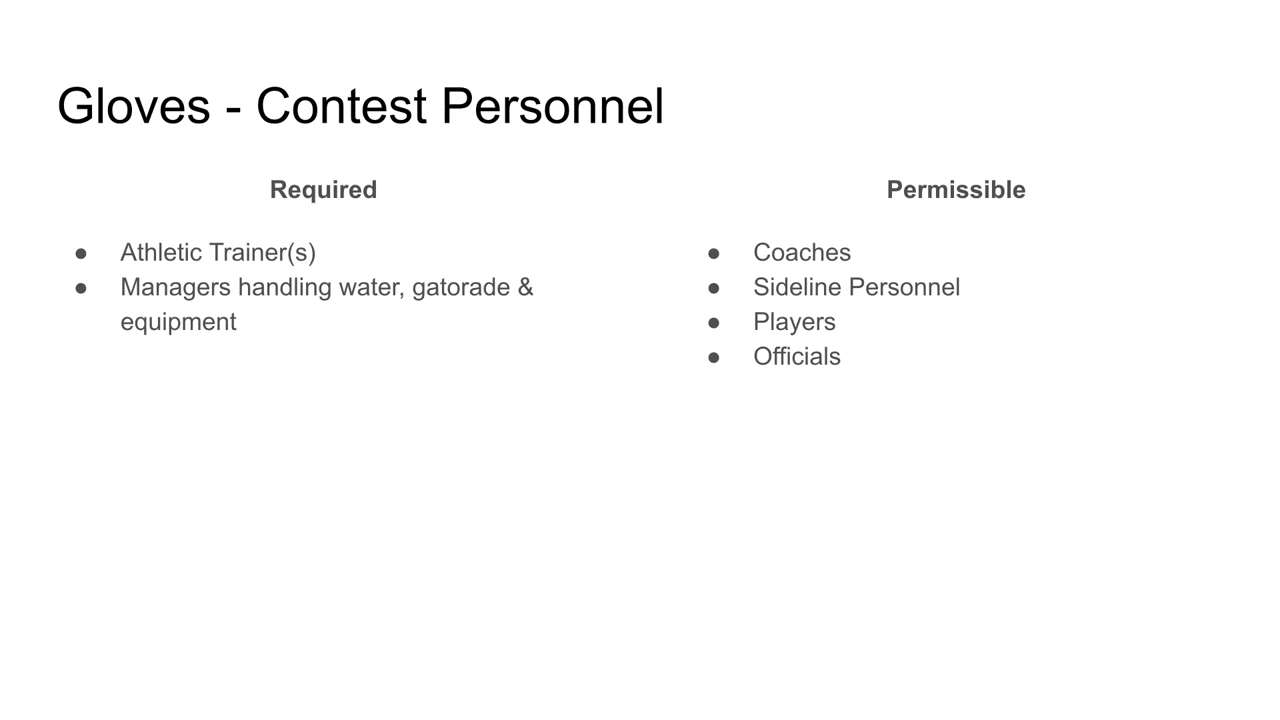 Gloves - Contest Personnel
Required
● Athletic Trainer(s)
● Managers handling water, gatorade &
equipment
Permissible
● Coaches
● Sideline Personnel
● Players
● Officials